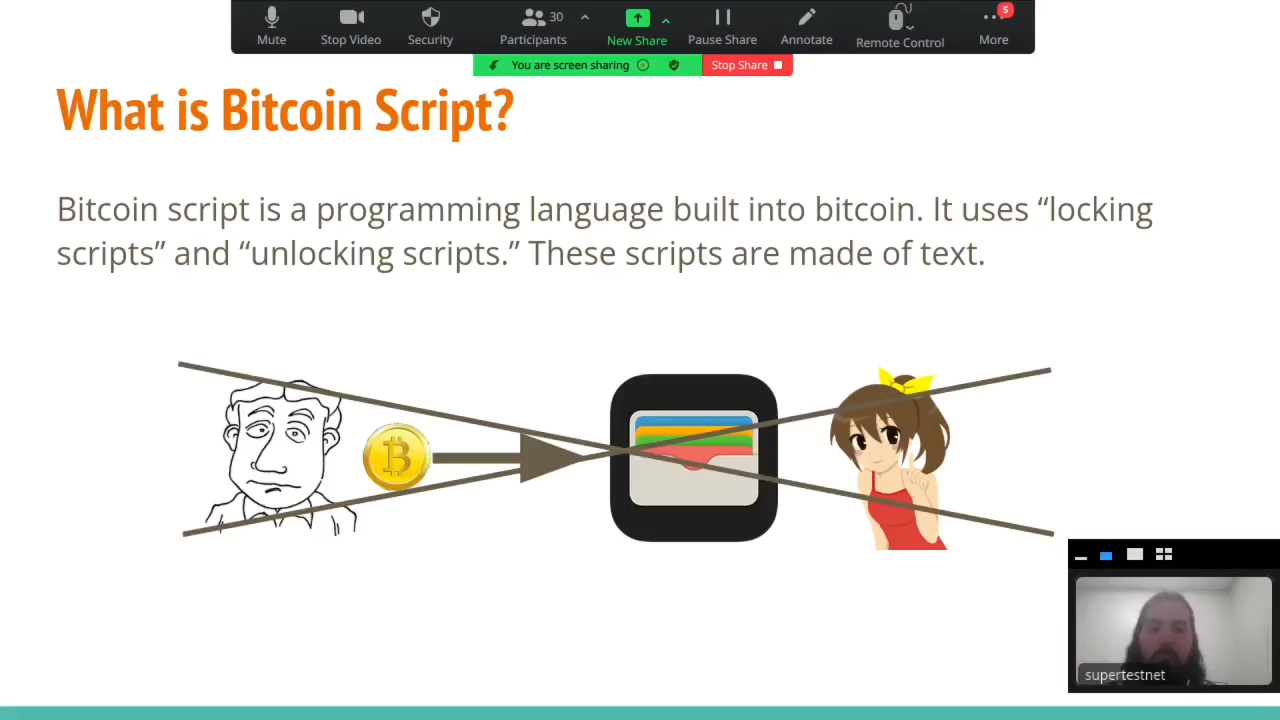 30
5
Mute
Stop Video
Security
Participants
New Share
Pause Share
Annotate
Remote Control
More
You are screen sharing
Stop Share
What is Bitcoin Script?
Bitcoin script is a programming language built into bitcoin. It uses “locking
scripts” and “unlocking scripts.” These scripts are made of text.
B
supertestnet